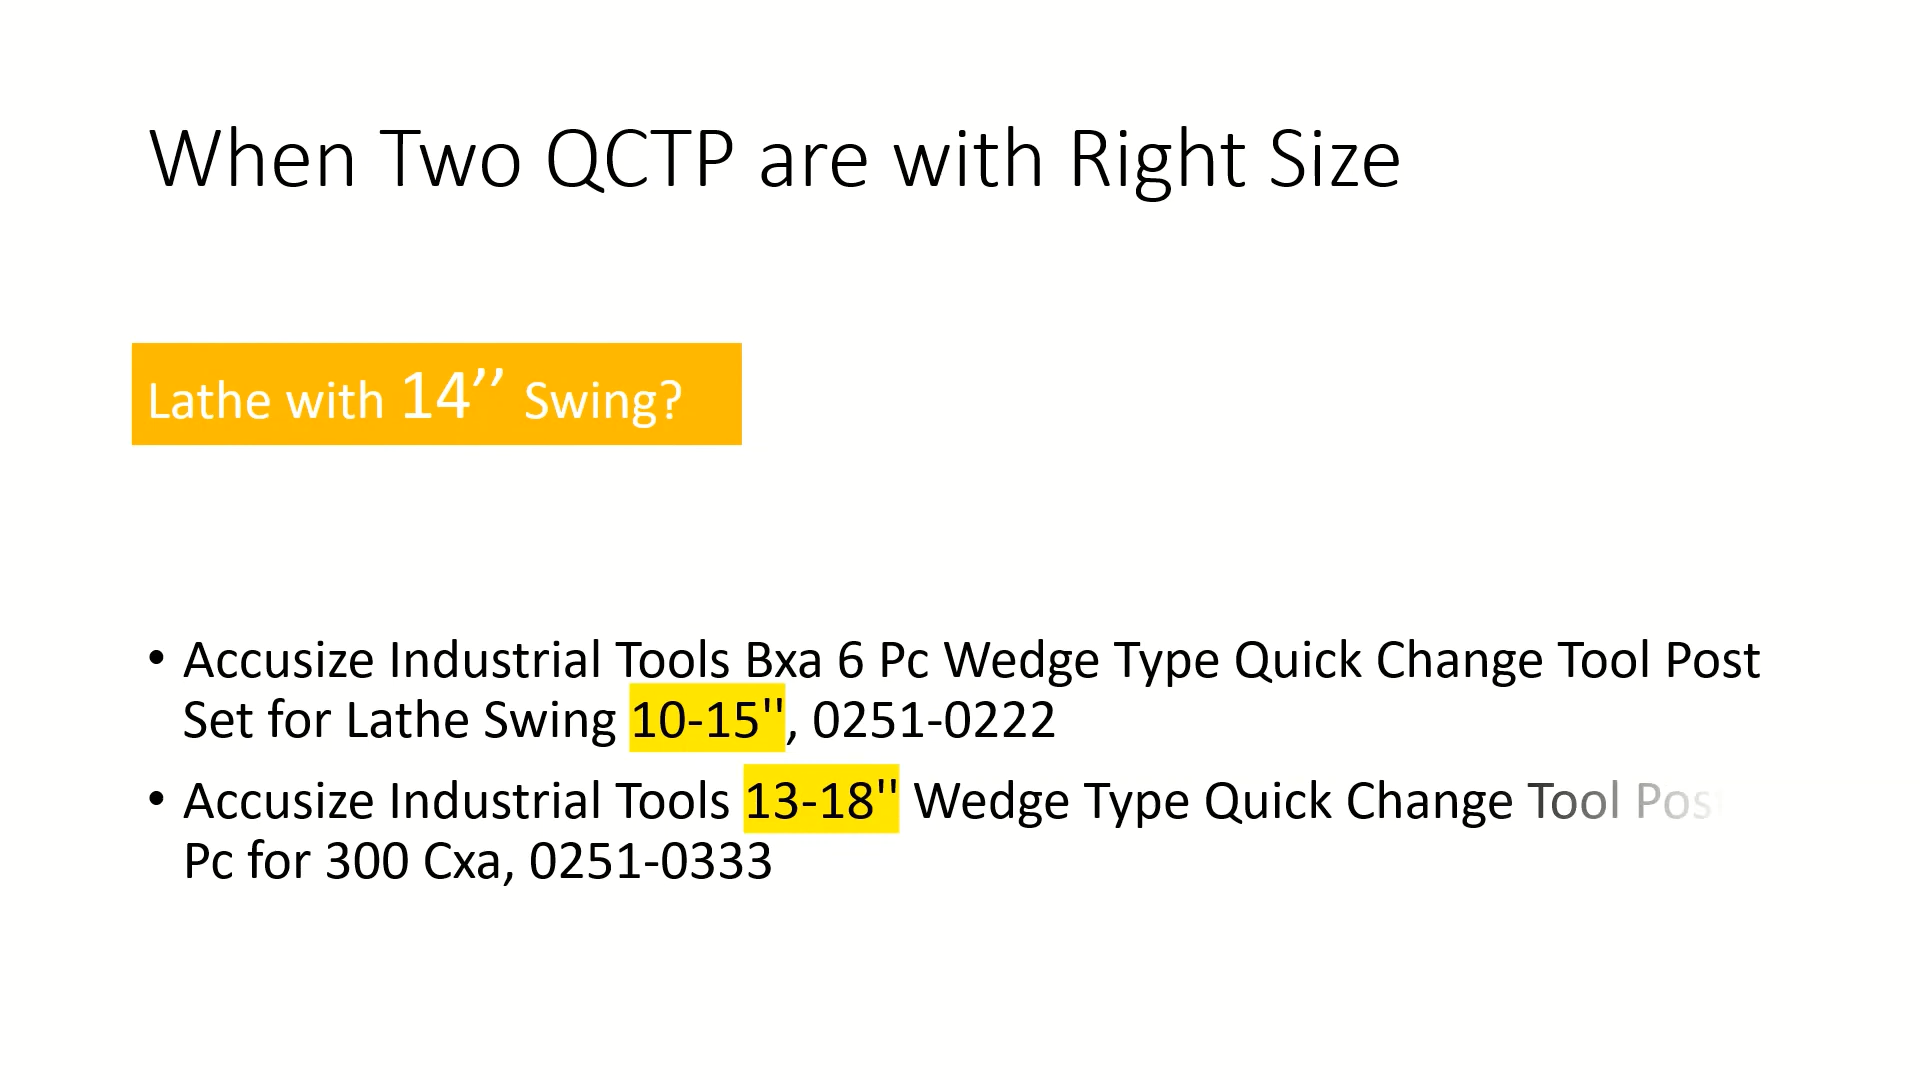 When Two QCTP are with Right Size
Lathe with 14’’ Swing?
• Accusize Industrial Tools Bxa 6 Pc Wedge Type Quick Change Tool Post
Set for Lathe Swing 10-15", 0251-0222
• Accusize Industrial Tools 13-18" Wedge Type Quick Change Tool Post
Pc for 300 Cxa, 0251-0333